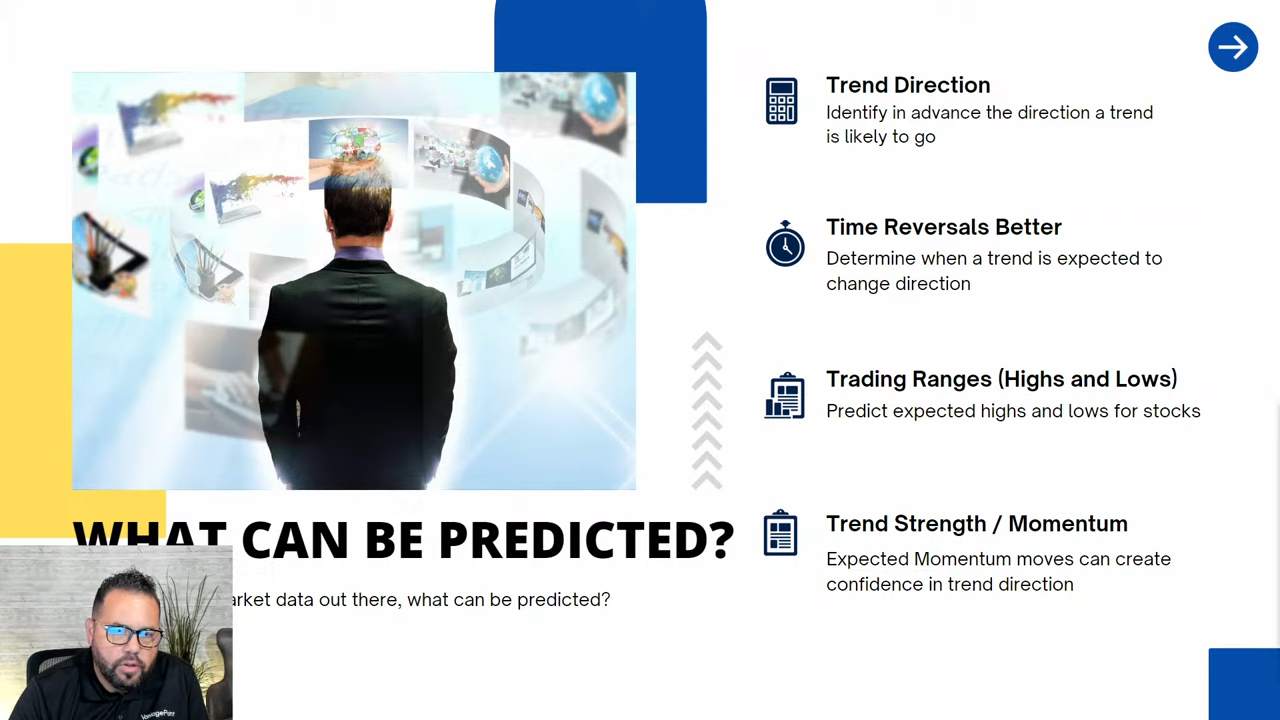 Trend Direction
Identify in advance the direction a trend
is likely to go
Time Reversals Better
Determine when a trend is expected to
change direction
Trading Ranges (Highs and Lows)
Predict expected highs and lows for stocks
Trend Strength / Momentum
Expected Momentum moves can create
confidence in trend direction
WHAT CAN BE PREDICTED?
arket data out there, what can be predicted?
VantagePoint